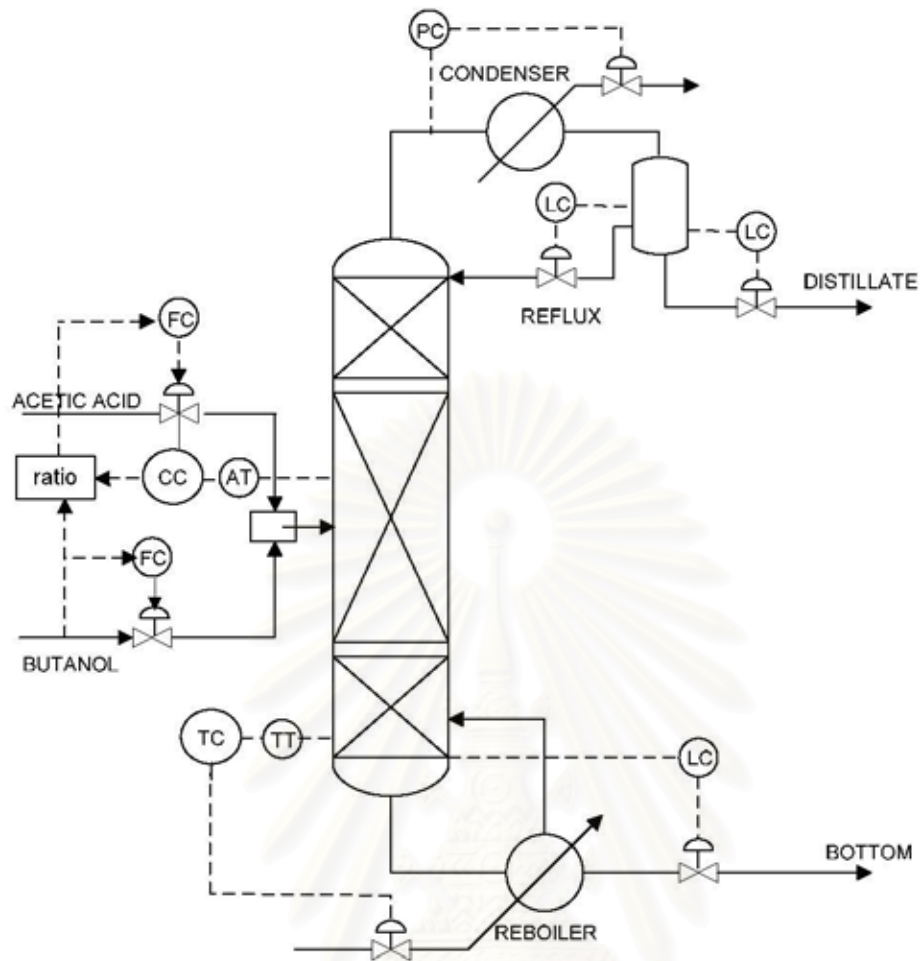 PC
CONDENSER
LC
LC
DISTILLATE
REFLUX
FC
ACETIC ACID
ratio
CC
AT
FC
BUTANOL
TC
TT
LC
BOTTOM
REBOILER